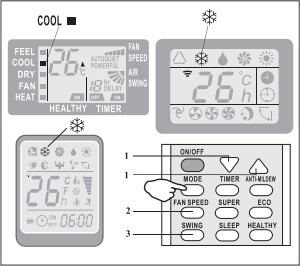 COOL
FEEL
COOL
DRY
FAN
HEAT
26°C
AUTOQUIET
POWERFUL
18 hr
DELAY
ON OFF ON
FAN
SPEED
AIR
SWING
HEALTHY TIMER
26°C
26°C
F
h
ON
OFF
06:00
1
1
2
3
ON/OFF
MODE TIMER ANTI-MILDEW
FAN SPEED SUPER ECO
SWING SLEEP HEALTHY